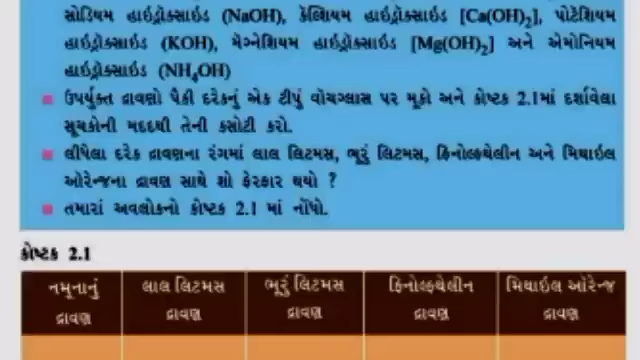 સોડિયમ હાઇડ્રોક્સાઇડ (NaOH), કૅલ્શિયમ હાઇડ્રોક્સાઇડ [Ca(OH)₂], પોટૅશિયમ
હાઇડ્રોક્સાઇડ (KOH), મૅગ્નેશિયમ હાઇડ્રોક્સાઇડ [Mg(OH)₂] અને એમોનિયમ
હાઇડ્રોક્સાઇડ (NH₄OH)
■ ઉપર્યુક્ત દ્રાવણો પૈકી દરેકનું એક ટીપું વોચગ્લાસ પર મૂકો અને કોષ્ટક 2.1માં દર્શાવેલા
સૂચકોની મદદથી તેની કસોટી કરો.
■ લીધેલા દરેક દ્રાવણના રંગમાં લાલ લિટમસ, ભૂરું લિટમસ, ફિનોલ્ફથેલીન અને મિથાઇલ
ઑરેન્જના દ્રાવણ સાથે શો ફેરફાર થયો ?
■ તમારાં અવલોકનો કોષ્ટક 2.1 માં નોંધો.
કોષ્ટક 2.1
નમૂનાનું દ્રાવણ
લાલ લિટમસ દ્રાવણ
ભૂરું લિટમસ દ્રાવણ
ફિનોલ્ફથેલીન દ્રાવણ
મિથાઇલ ઑરેન્જ દ્રાવણ